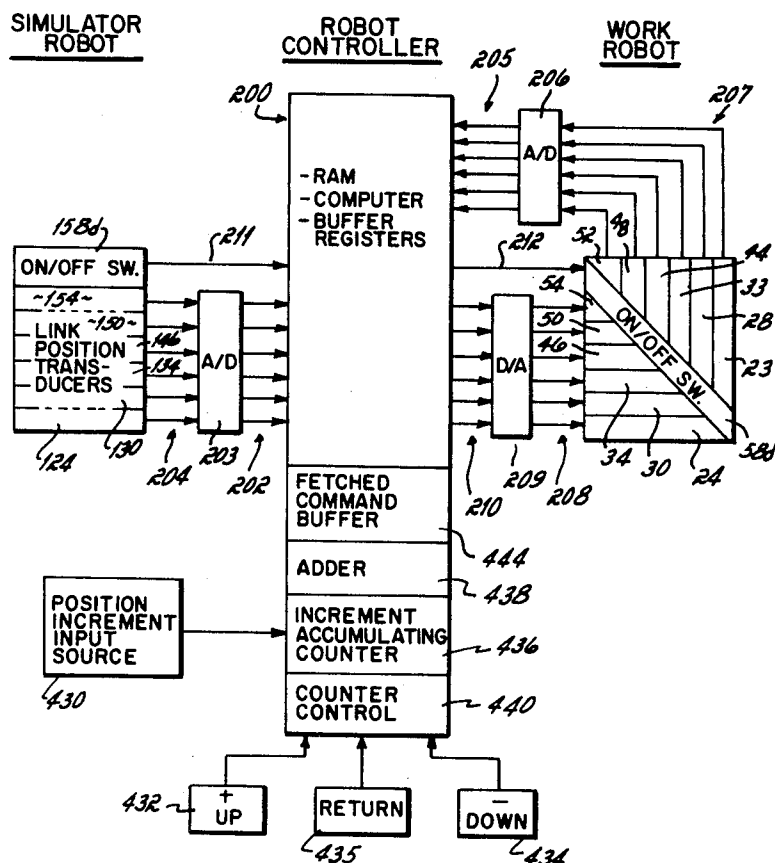 SIMULATOR
ROBOT
ROBOT
CONTROLLER
WORK
ROBOT
200
205
206
207
A/D
-RAM
-COMPUTER
-BUFFER
REGISTERS
158d
211
212
52
48
44
33
28
23
ON/OFF SW.
~154~
~150~
LINK
POSITION
TRANS-
DUCERS
146
134
130
124
204
A/D
203
202
54
50
46
34
30
24
ON/OFF SW.
58d
D/A
210
209
208
FETCHED
COMMAND
BUFFER
444
ADDER
438
INCREMENT
ACCUMULATING
COUNTER
436
COUNTER
CONTROL
440
POSITION
INCREMENT
INPUT
SOURCE
430
+
UP
432
RETURN
435
-
DOWN
434